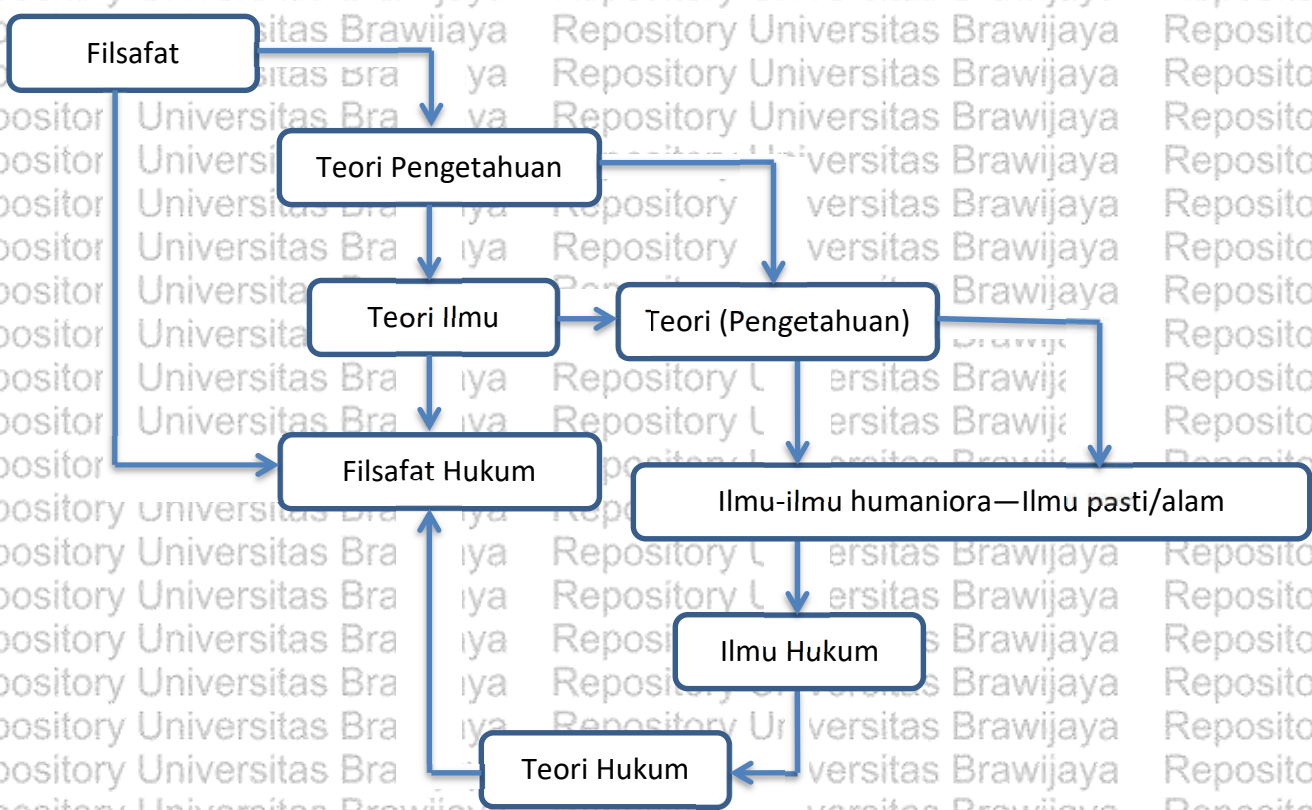 Filsafat
Teori Pengetahuan
Teori Ilmu
Teori (Pengetahuan)
Filsafat Hukum
Ilmu-ilmu humaniora—Ilmu pasti/alam
Ilmu Hukum
Teori Hukum
Repository Universitas Brawijaya